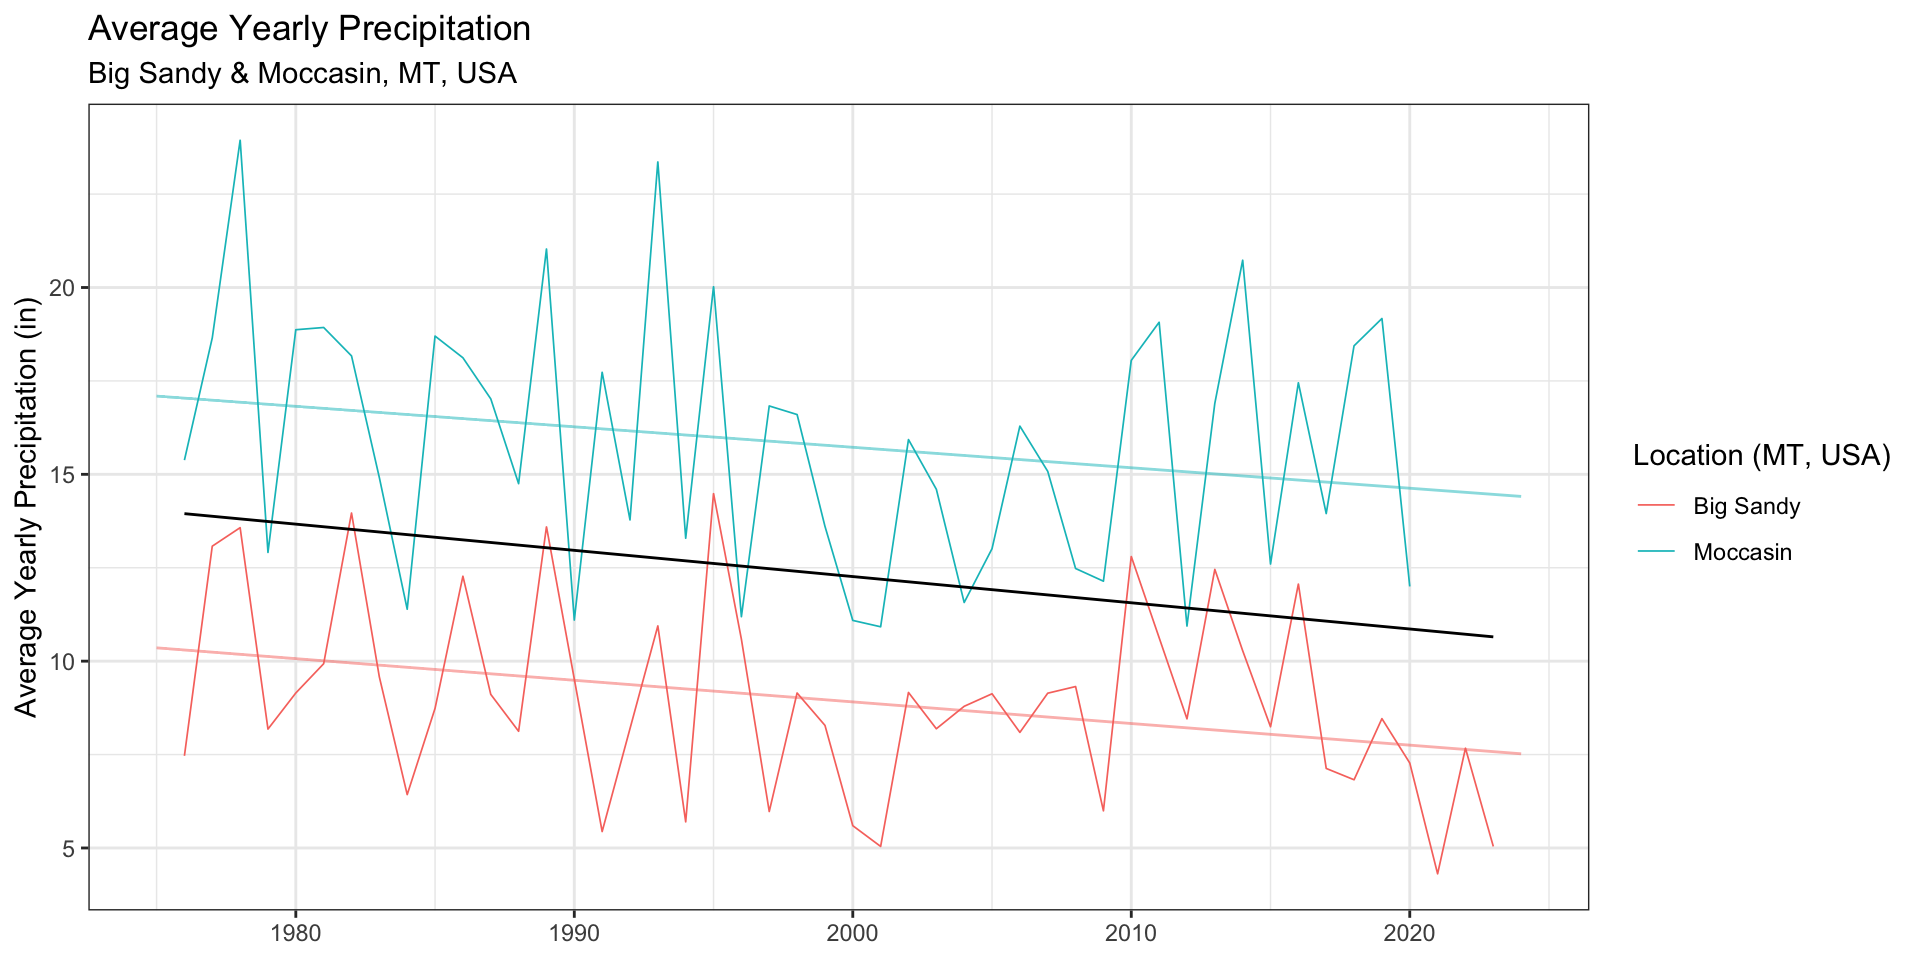 Average Yearly Precipitation
Big Sandy & Moccasin, MT, USA
Average Yearly Precipitation (in)
20
15
10
5
1980
1990
2000
2010
2020
Location (MT, USA)
Big Sandy
Moccasin